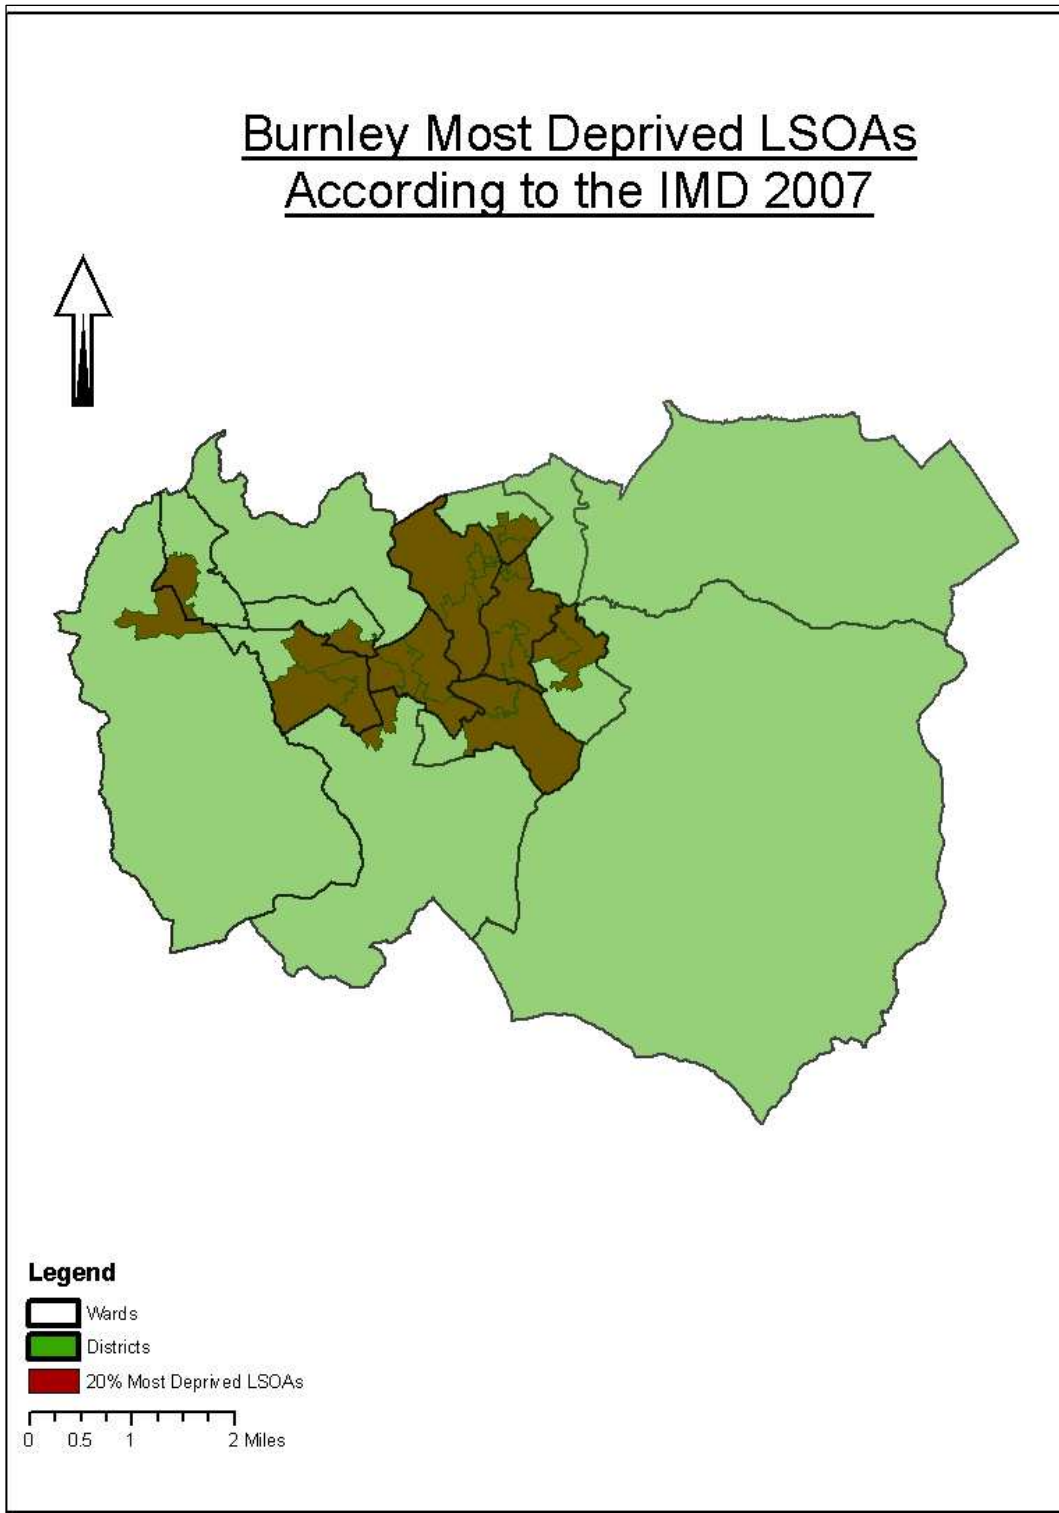 Burnley Most Deprived LSOAs
According to the IMD 2007
Legend
Wards
Districts
20% Most Deprived LSOAs
0 0.5 1 2 Miles